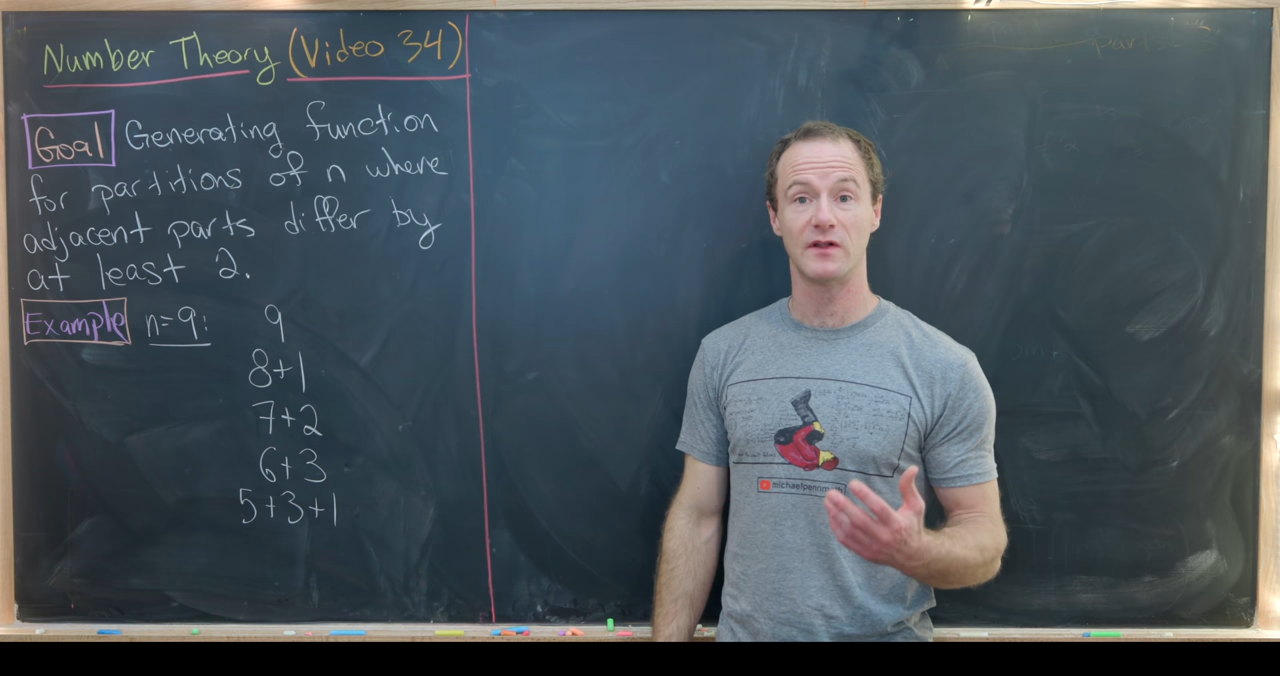 Number Theory (Video 34)
Goal Generating function
for partitions of n where
adjacent parts differ by
at least 2.
Example n=9: 9
8+1
7+2
6+3
5+3+1
michaelpennmath